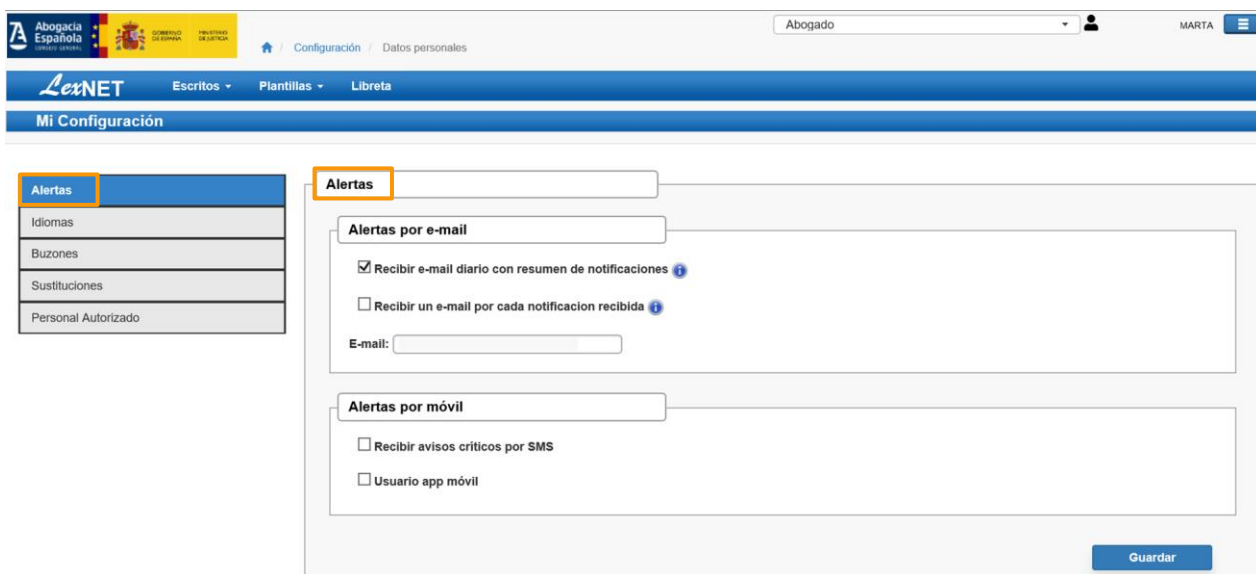 Abogacía
Española
CONSEJO GENERAL
GOBIERNO
DE ESPAÑA
MINISTERIO
DE JUSTICIA
/ Configuración / Datos personales
Abogado
MARTA
LexNET
Escritos
Plantillas
Libreta
Mi Configuración
Alertas
Idiomas
Buzones
Sustituciones
Personal Autorizado
Alertas
Alertas por e-mail
Recibir e-mail diario con resumen de notificaciones
Recibir un e-mail por cada notificacion recibida
E-mail:
Alertas por móvil
Recibir avisos críticos por SMS
Usuario app móvil
Guardar